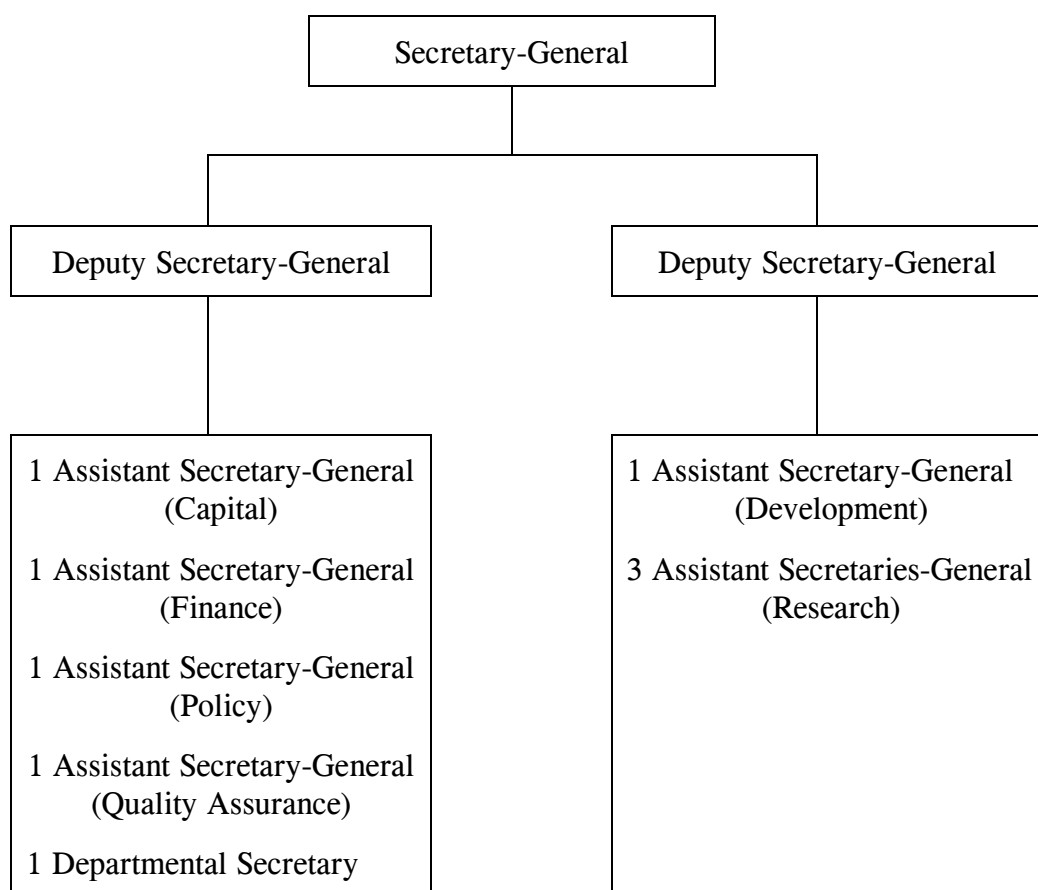 Secretary-General
Deputy Secretary-General
Deputy Secretary-General
1 Assistant Secretary-General
(Capital)
1 Assistant Secretary-General
(Finance)
1 Assistant Secretary-General
(Policy)
1 Assistant Secretary-General
(Quality Assurance)
1 Departmental Secretary
1 Assistant Secretary-General
(Development)
3 Assistant Secretaries-General
(Research)